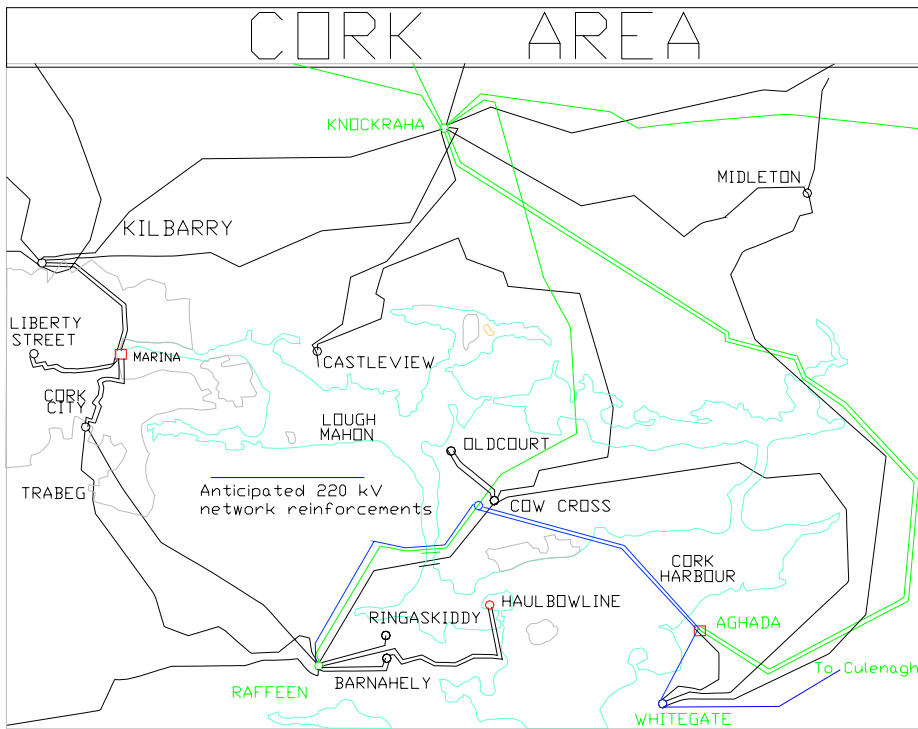 CORK AREA
KNOCKRAHA
MIDLETON
KILBARRY
LIBERTY
STREET
MARINA
CASTLEVIEW
CORK
CITY
LOUGH
MAHON
OLDCOURT
TRABEG
Anticipated 220 kV
network reinforcements
COW CROSS
CORK
HARBOUR
HAULBOWLINE
RINGASKIDDY
AGHADA
To Culenagh
BARNAHELY
RAFFEEN
WHITEGATE